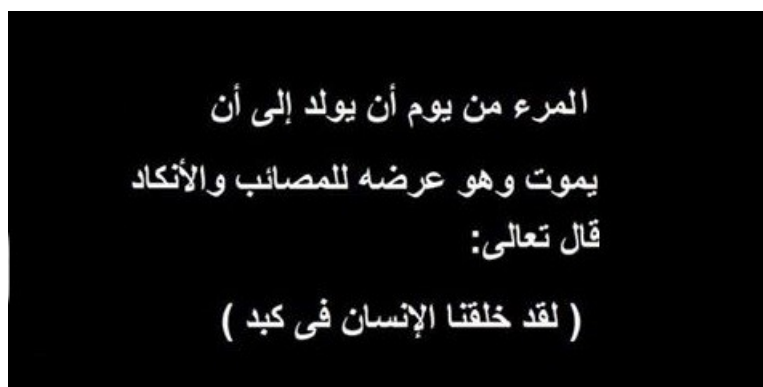 المرء من يوم أن يولد إلى أن
يموت وهو عرضه للمصائب والأنكاد
قال تعالى:
( لقد خلقنا الإنسان فى كبد )